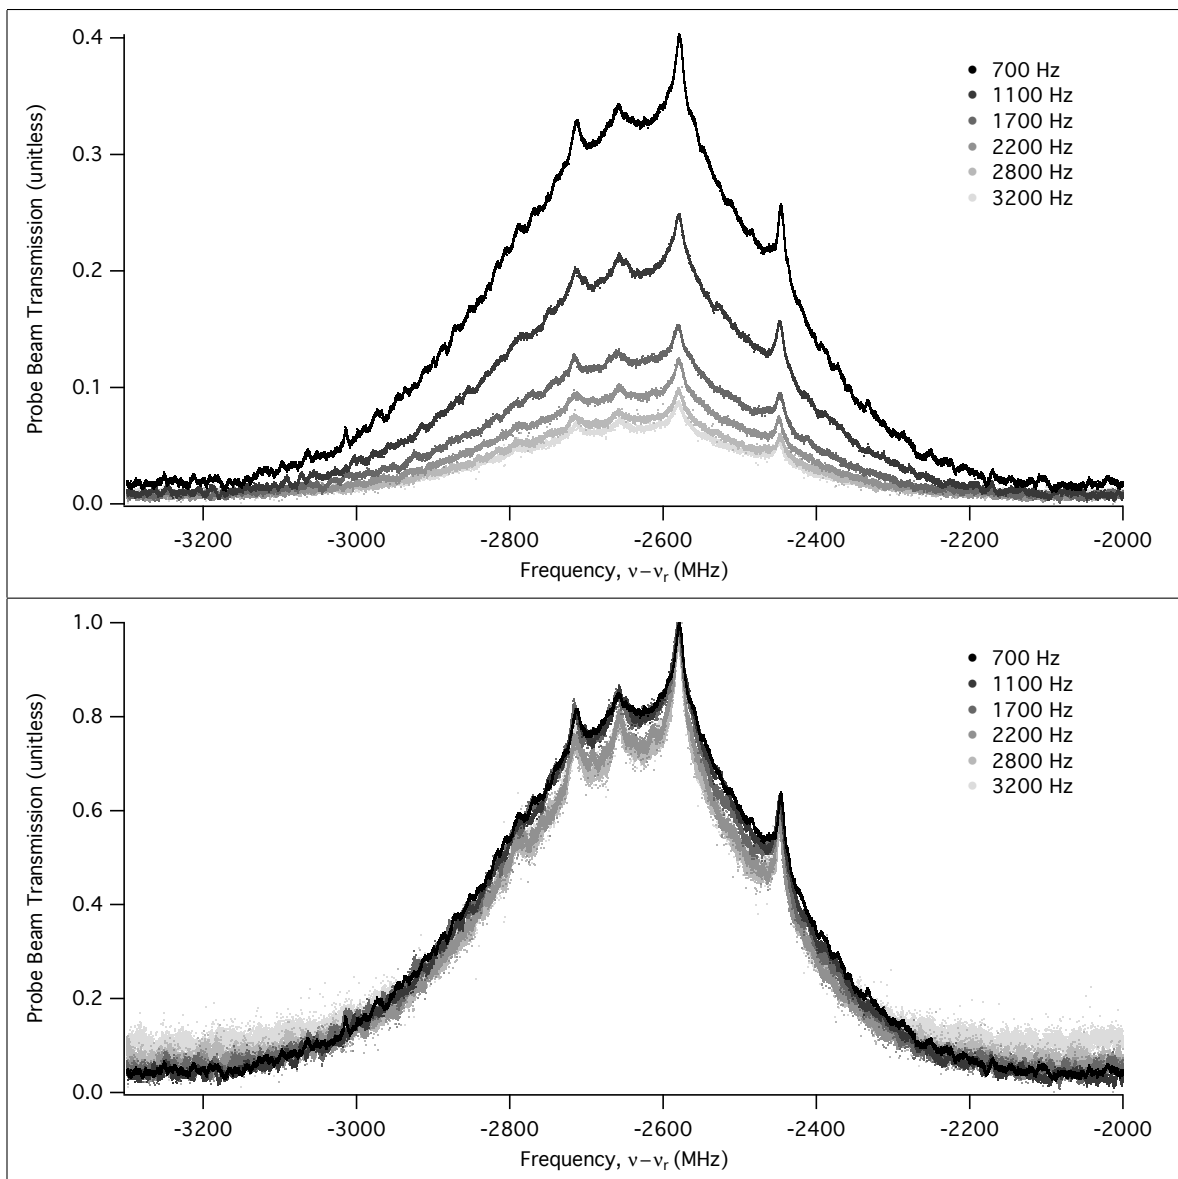 0.4
0.3
0.2
0.1
0.0
Probe Beam Transmission (unitless)
700 Hz
1100 Hz
1700 Hz
2200 Hz
2800 Hz
3200 Hz
-3200 -3000 -2800 -2600 -2400 -2200 -2000
Frequency, ν−νr (MHz)
1.0
0.8
0.6
0.4
0.2
0.0
Probe Beam Transmission (unitless)
700 Hz
1100 Hz
1700 Hz
2200 Hz
2800 Hz
3200 Hz
-3200 -3000 -2800 -2600 -2400 -2200 -2000
Frequency, ν−νr (MHz)